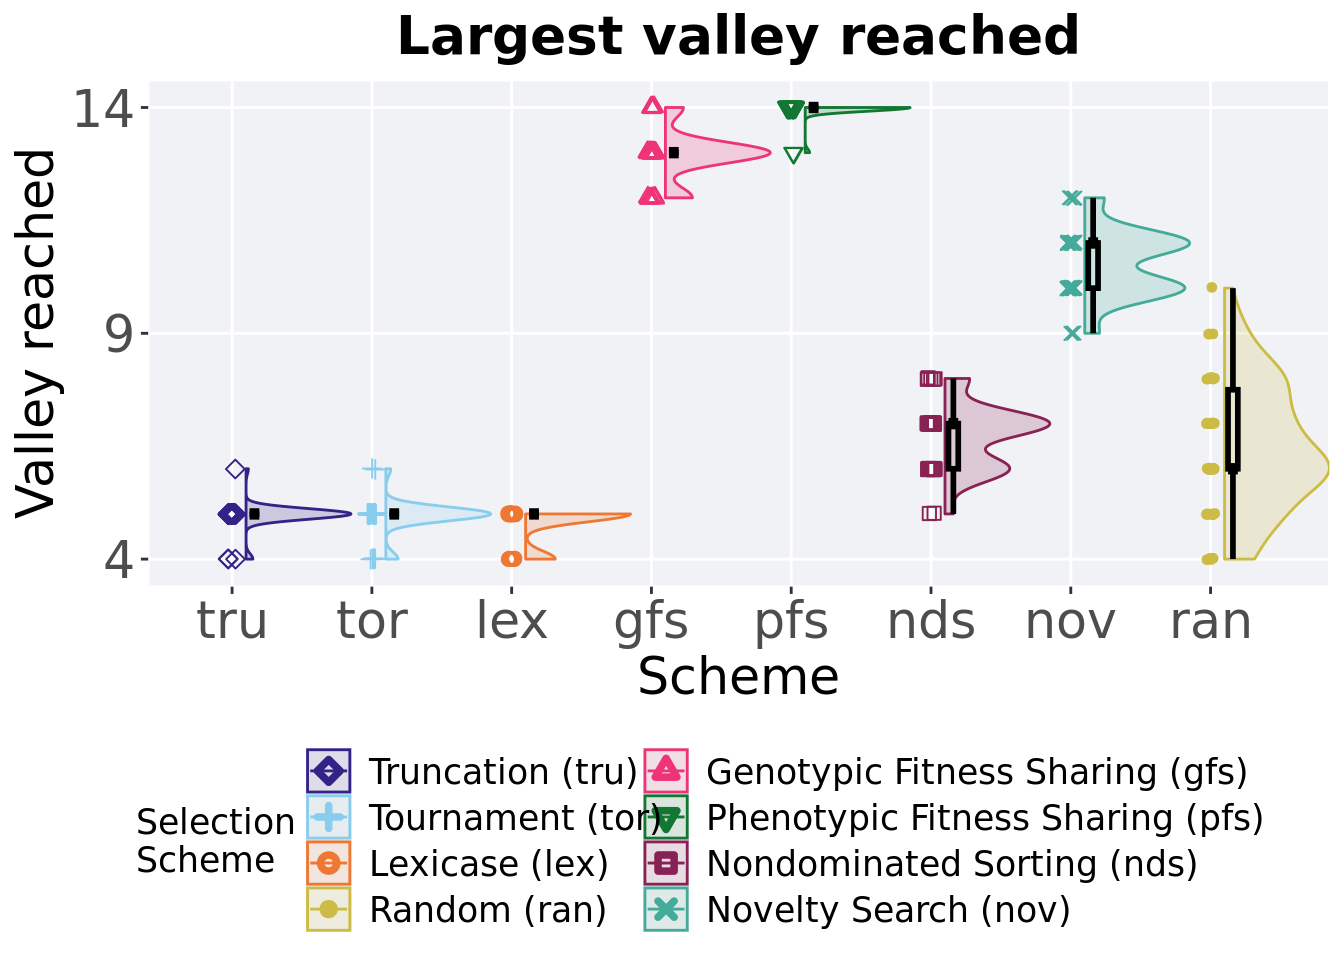 Largest valley reached
Valley reached
14
9
4
tru tor lex gfs pfs nds nov ran
Scheme
Selection
Scheme
Truncation (tru)
Tournament (tor)
Lexicase (lex)
Random (ran)
Genotypic Fitness Sharing (gfs)
Phenotypic Fitness Sharing (pfs)
Nondominated Sorting (nds)
Novelty Search (nov)